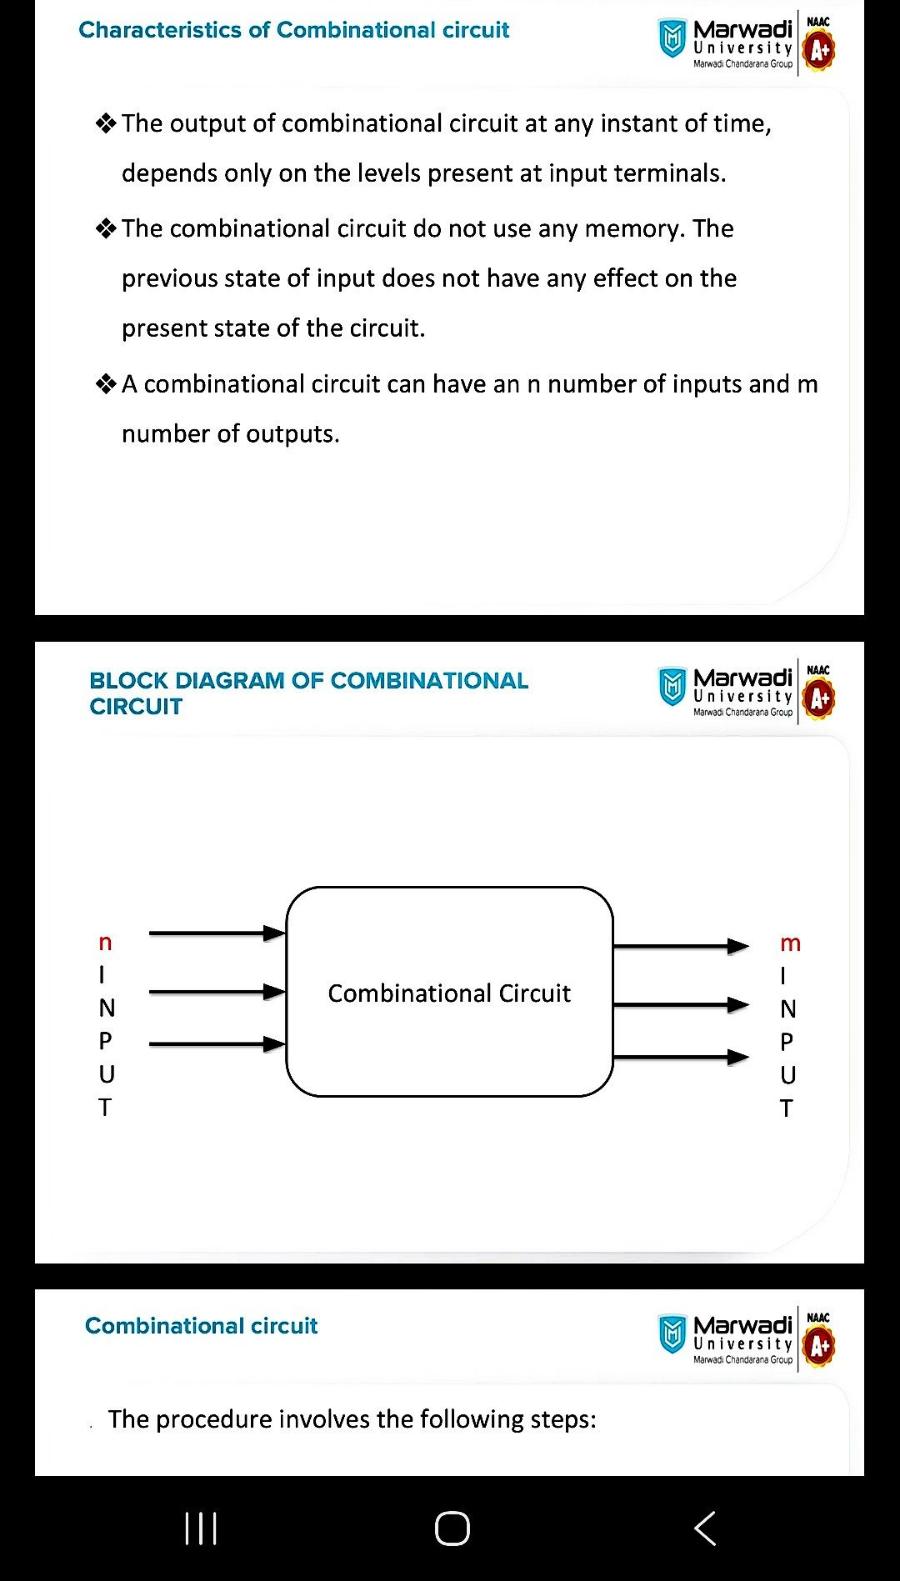 Characteristics of Combinational circuit
Marwadi
University
Marwadi Chandarana Group
NAAC
A+
❖ The output of combinational circuit at any instant of time,
depends only on the levels present at input terminals.
❖ The combinational circuit do not use any memory. The
previous state of input does not have any effect on the
present state of the circuit.
❖ A combinational circuit can have an n number of inputs and m
number of outputs.
BLOCK DIAGRAM OF COMBINATIONAL
CIRCUIT
Marwadi
University
Marwadi Chandarana Group
NAAC
A+
n
I
N
P
U
T
Combinational Circuit
m
I
N
P
U
T
Combinational circuit
Marwadi
University
Marwadi Chandarana Group
NAAC
A+
. The procedure involves the following steps: